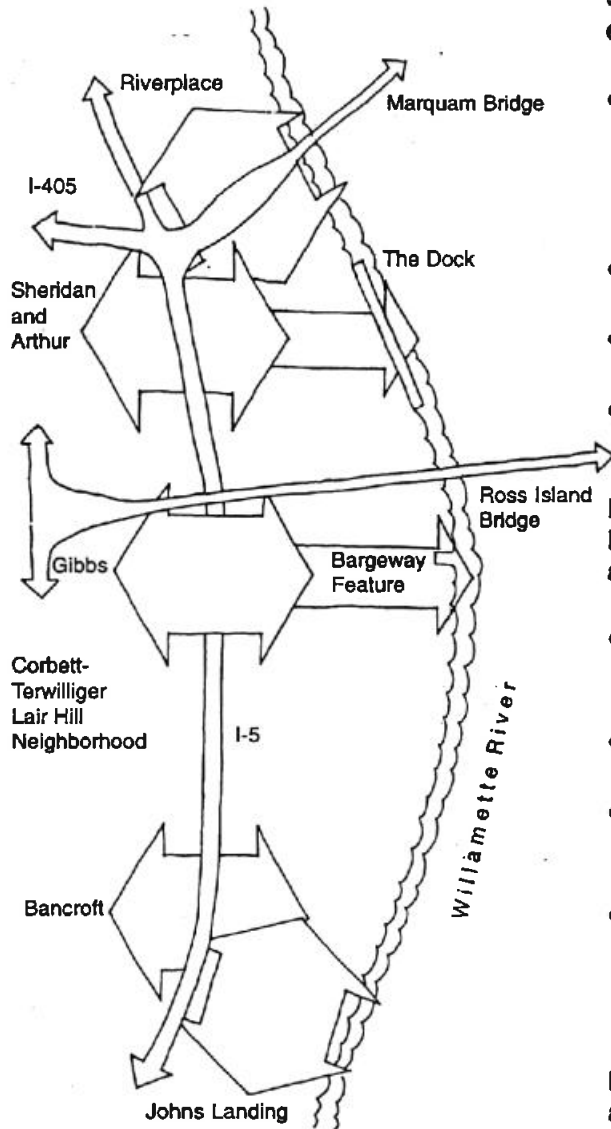 Riverplace
Marquam Bridge
I-405
The Dock
Sheridan
and
Arthur
Ross Island
Bridge
Gibbs
Bargeway
Feature
Corbett-
Terwilliger
Lair Hill
Neighborhood
I-5
Willamette River
Bancroft
Johns Landing